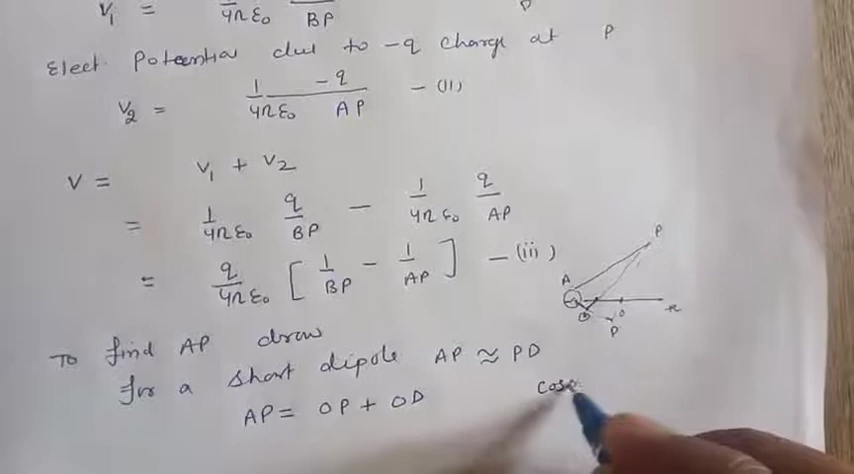 V₁ = 1/4πε₀ BP P
Elect. Potential due to -q charge at P
V₂ = 1/4πε₀ -q/AP - (ii)
V = V₁ + V₂
= 1/4πε₀ q/BP - 1/4πε₀ q/AP
= q/4πε₀ [1/BP - 1/AP] - (iii)
P
A
O
D
To find AP draw
for a short dipole AP ≈ PD
AP = OP + OD
Cos